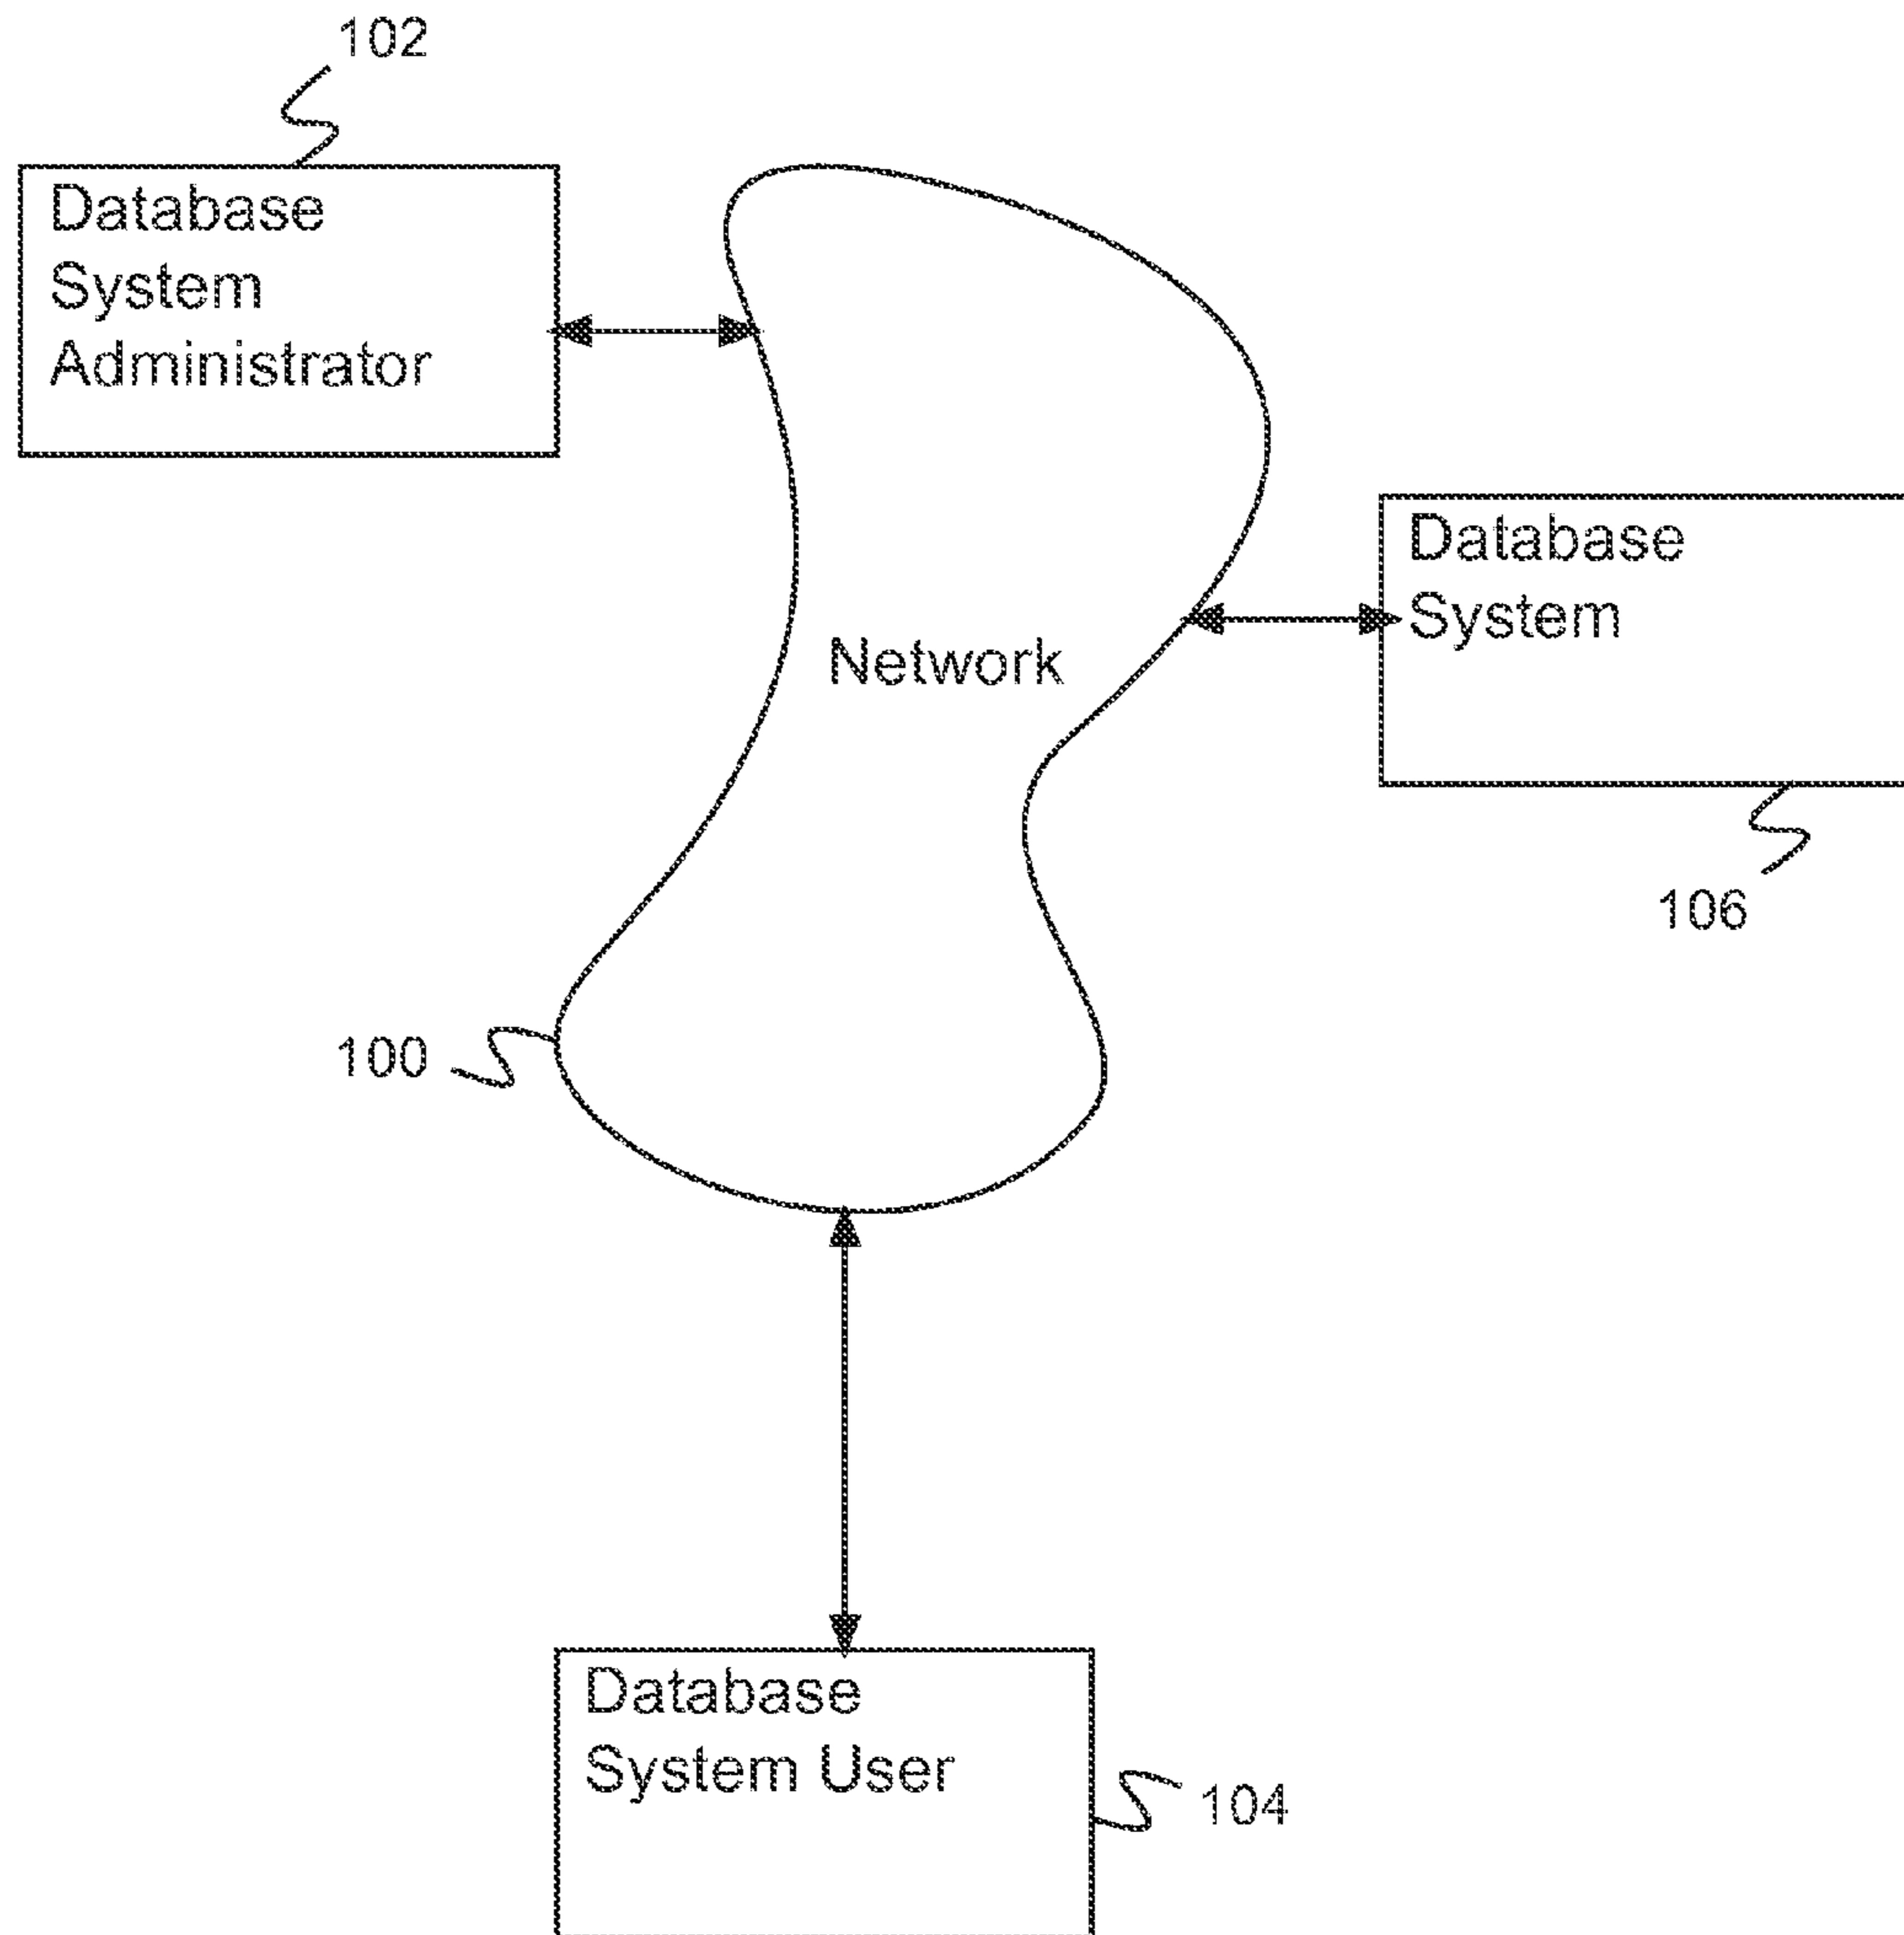 102
Database
System
Administrator
Database
System
Network
106
100
Database
System User
104